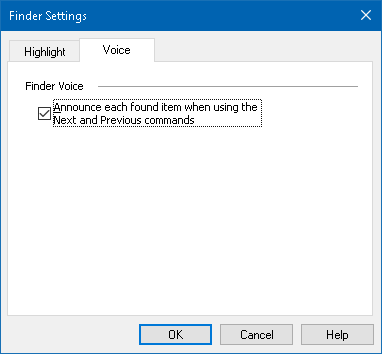 Finder Settings
Highlight
Voice
Finder Voice
Announce each found item when using the
Next and Previous commands
OK
Cancel
Help